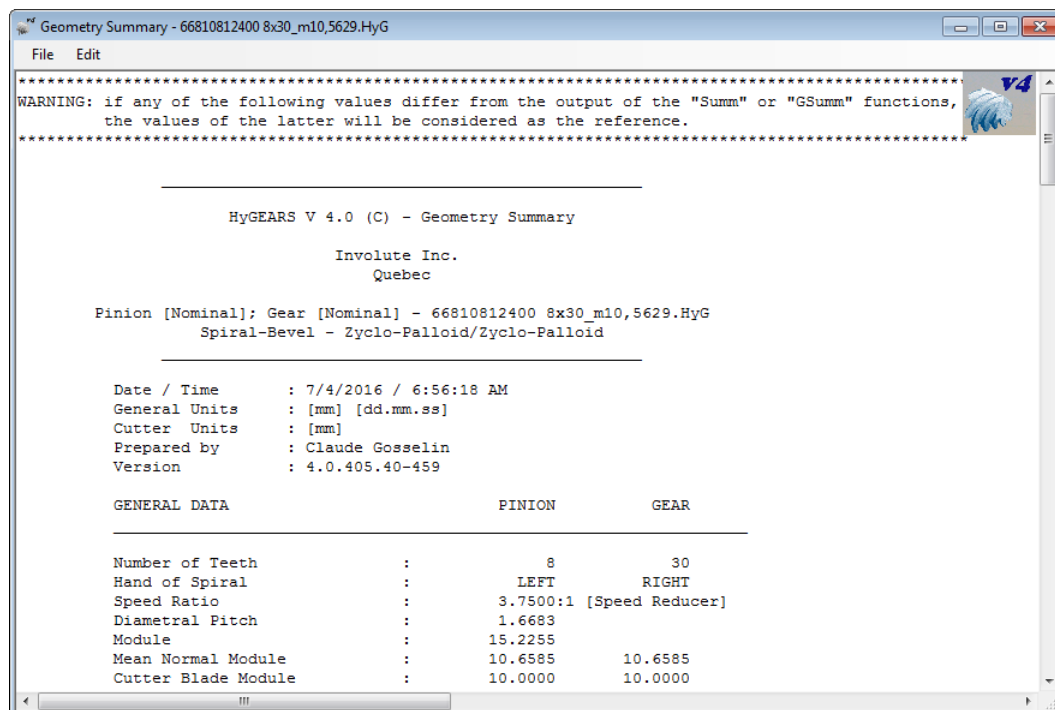 Geometry Summary - 66810812400 8x30_m10,5629.HyG
File Edit
****************************************************************************************************
V4
WARNING: if any of the following values differ from the output of the "Summ" or "GSumm" functions,
the values of the latter will be considered as the reference.
****************************************************************************************************
HyGEARS V 4.0 (C) - Geometry Summary
Involute Inc.
Quebec
Pinion [Nominal]; Gear [Nominal] - 66810812400 8x30_m10,5629.HyG
Spiral-Bevel - Zyclo-Palloid/Zyclo-Palloid
Date / Time : 7/4/2016 / 6:56:18 AM
General Units : [mm] [dd.mm.ss]
Cutter Units : [mm]
Prepared by : Claude Gosselin
Version : 4.0.405.40-459
GENERAL DATA PINION GEAR
Number of Teeth : 8 30
Hand of Spiral : LEFT RIGHT
Speed Ratio : 3.7500:1 [Speed Reducer]
Diametral Pitch : 1.6683
Module : 15.2255
Mean Normal Module : 10.6585 10.6585
Cutter Blade Module : 10.0000 10.0000